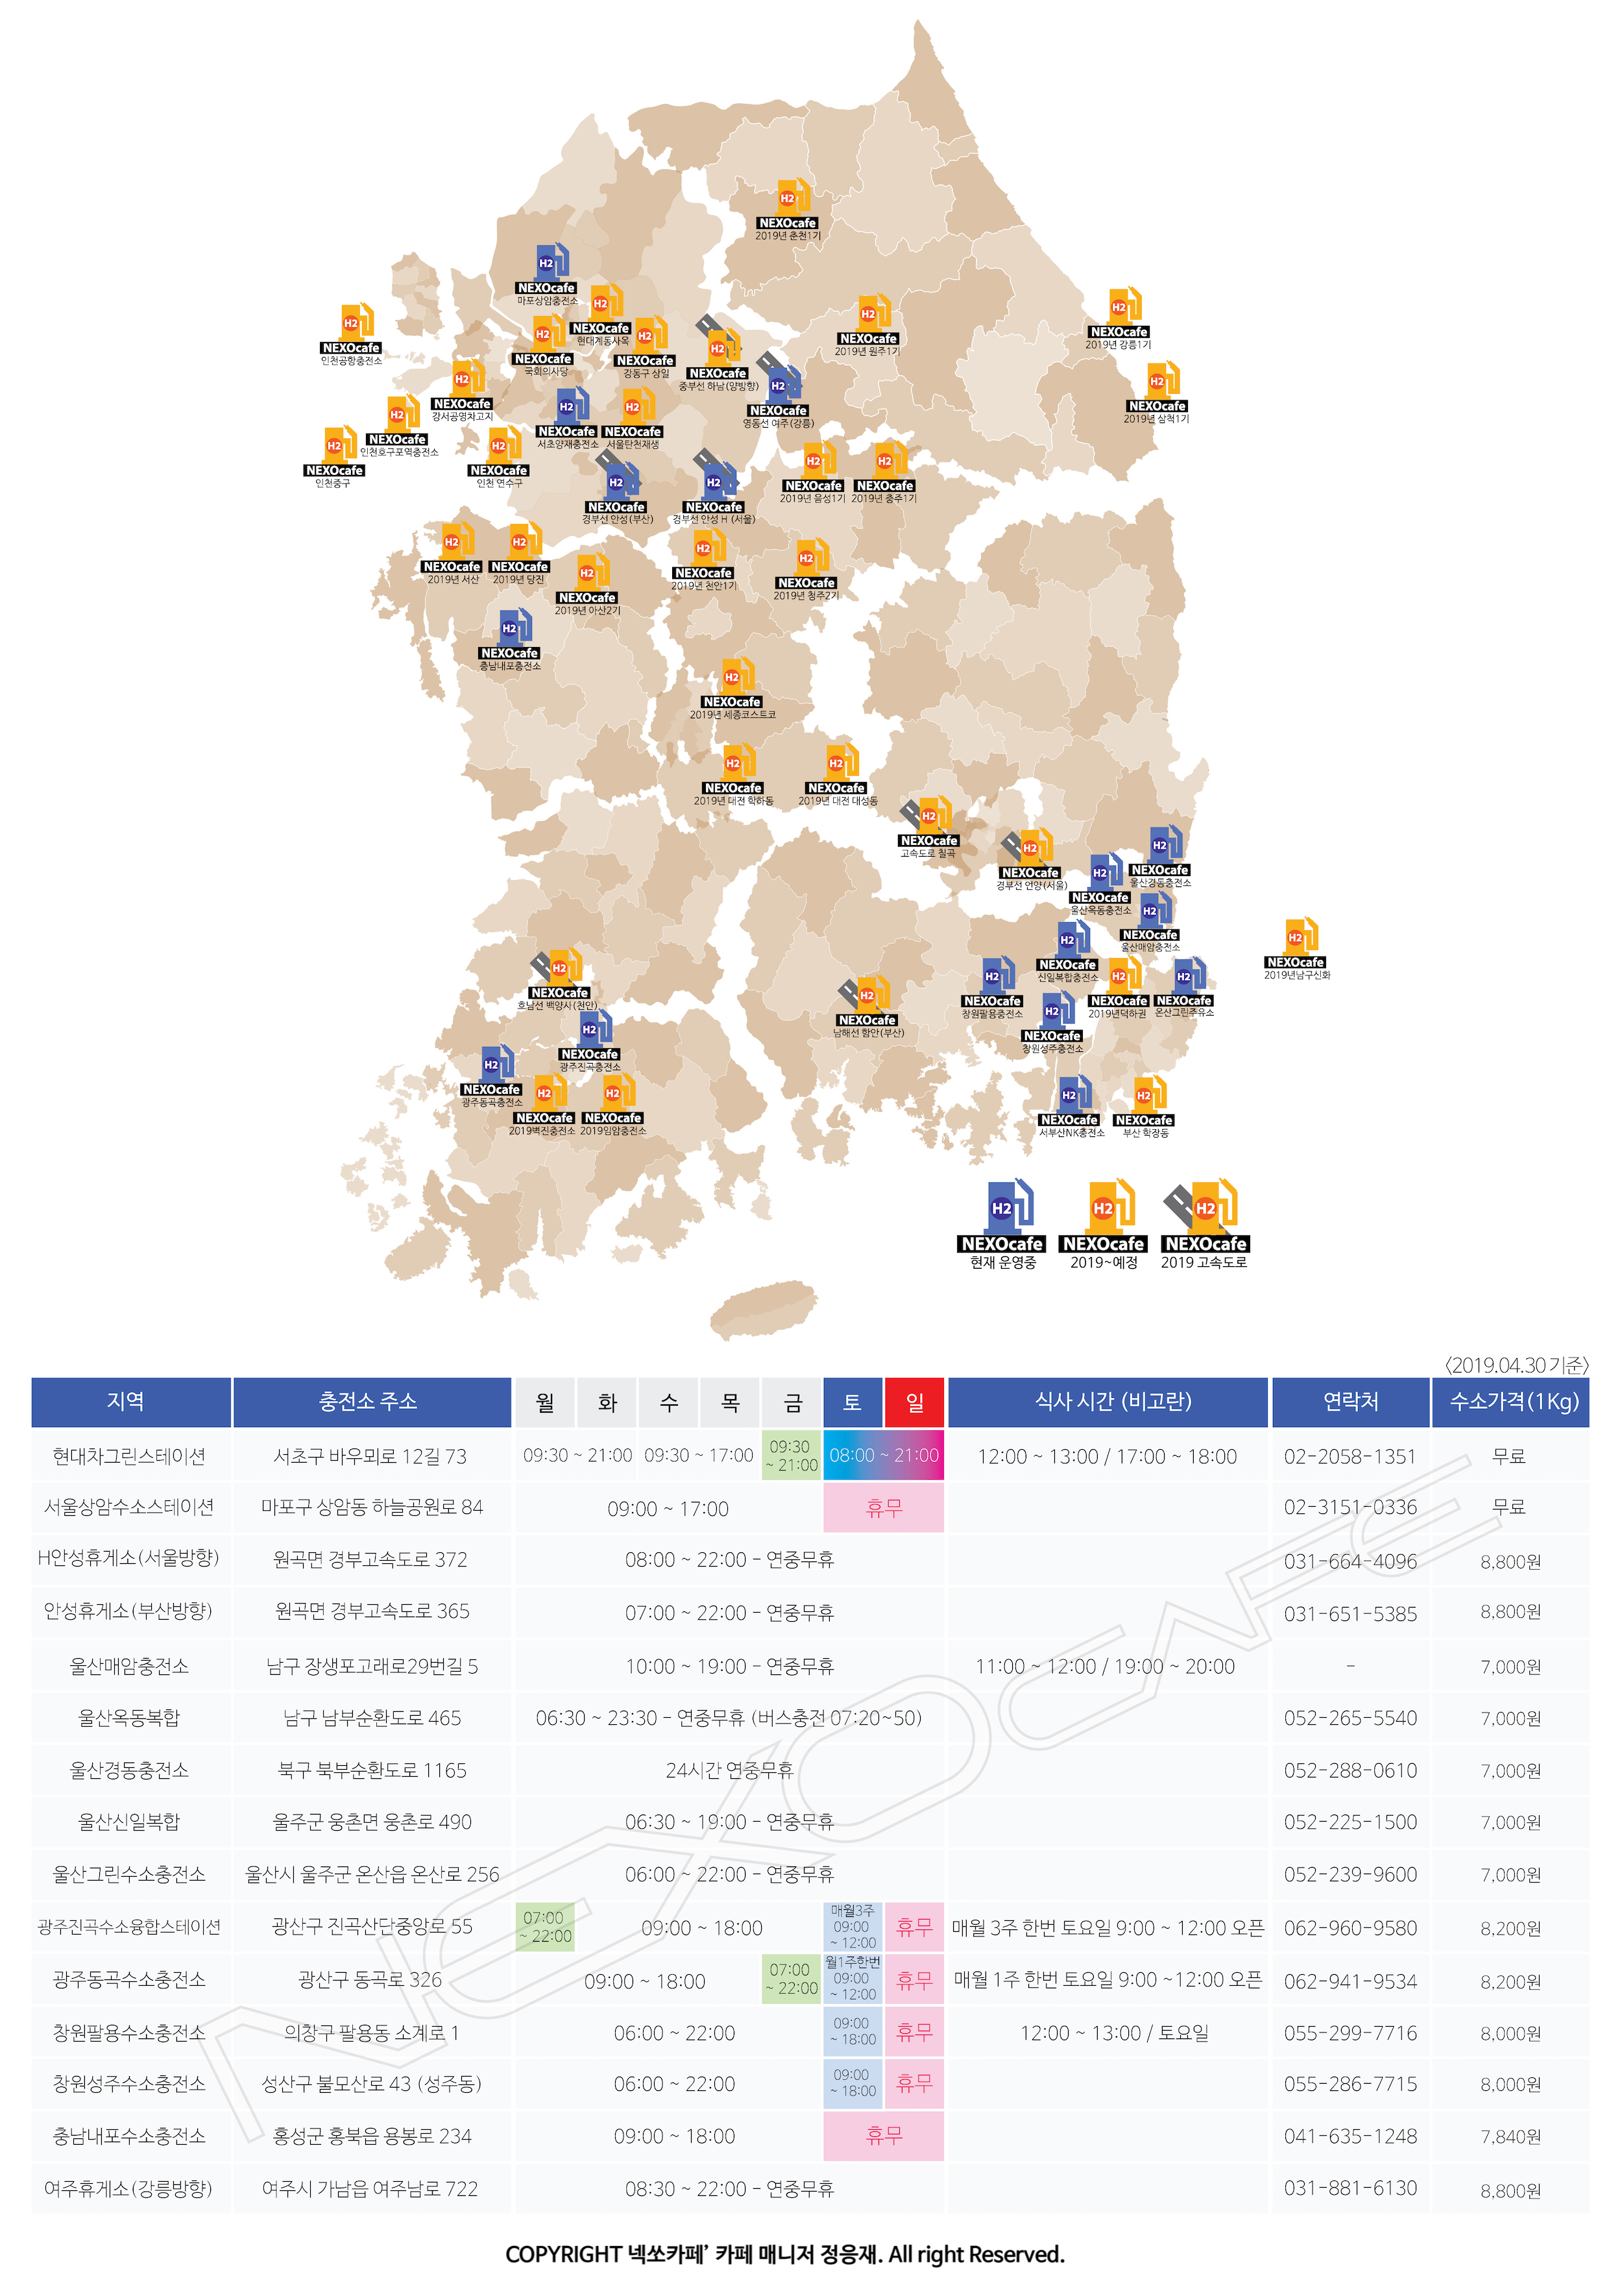 H2
NEXOcafe
2019년 춘천1기
H2
NEXOcafe
마포상암충전소
H2
NEXOcafe
현대계동사옥
H2
NEXOcafe
인천공항충전소
H2
NEXOcafe
국회의사당
H2
NEXOcafe
강동구 상일
H2
NEXOcafe
중부선 하남(양방향)
H2
NEXOcafe
2019년 원주1기
H2
NEXOcafe
2019년 강릉1기
H2
NEXOcafe
강서공영차고지
H2
NEXOcafe
영동선 여주(강릉)
H2
NEXOcafe
2019년 삼척1기
H2
NEXOcafe
인천호구포역충전소
H2
NEXOcafe
서초양재충전소
H2
NEXOcafe
서울탄천재생
H2
NEXOcafe
인천중구
H2
NEXOcafe
인천 연수구
H2
NEXOcafe
경부선 안성(부산)
H2
NEXOcafe
경부선 안성 H (서울)
H2
NEXOcafe
2019년 음성1기
H2
NEXOcafe
2019년 충주1기
H2
NEXOcafe
2019년 서산
H2
NEXOcafe
2019년 당진
H2
NEXOcafe
2019년 아산2기
H2
NEXOcafe
2019년 천안1기
H2
NEXOcafe
2019년 청주2기
H2
NEXOcafe
충남내포충전소
H2
NEXOcafe
2019년 세종코스트코
H2
NEXOcafe
2019년 대전 학하동
H2
NEXOcafe
2019년 대전 대성동
H2
NEXOcafe
고속도로 칠곡
H2
NEXOcafe
경부선 언양(서울)
H2
NEXOcafe
울산경동충전소
H2
NEXOcafe
울산옥동충전소
H2
NEXOcafe
울산매암충전소
H2
NEXOcafe
신일복합충전소
H2
NEXOcafe
2019년남구신화
H2
NEXOcafe
호남선 백양사(천안)
H2
NEXOcafe
남해선 함안(부산)
H2
NEXOcafe
창원팔용충전소
H2
NEXOcafe
2019년덕하권
H2
NEXOcafe
온산그린주유소
H2
NEXOcafe
창원성주충전소
H2
NEXOcafe
광주진곡충전소
H2
NEXOcafe
광주동곡충전소
H2
NEXOcafe
2019벽진충전소
H2
NEXOcafe
2019임암충전소
H2
NEXOcafe
서부산NK충전소
H2
NEXOcafe
부산 학장동
H2
NEXOcafe
현재 운영중
H2
NEXOcafe
2019~예정
H2
NEXOcafe
2019 고속도로
〈2019.04.30 기준〉
지역 충전소 주소 월 화 수 목 금 토 일 식사 시간 (비고란) 연락처 수소가격(1Kg)
현대차그린스테이션 서초구 바우뫼로 12길 73 09:30 ~ 21:00 09:30 ~ 17:00 09:30 ~ 21:00 08:00 ~ 21:00 12:00 ~ 13:00 / 17:00 ~ 18:00 02-2058-1351 무료
서울상암수소스테이션 마포구 상암동 하늘공원로 84 09:00 ~ 17:00 휴무 02-3151-0336 무료
H안성휴게소(서울방향) 원곡면 경부고속도로 372 08:00 ~ 22:00 - 연중무휴 031-664-4096 8,800원
안성휴게소(부산방향) 원곡면 경부고속도로 365 07:00 ~ 22:00 - 연중무휴 031-651-5385 8,800원
울산매암충전소 남구 장생포고래로29번길 5 10:00 ~ 19:00 - 연중무휴 11:00 ~ 12:00 / 19:00 ~ 20:00 - 7,000원
울산옥동복합 남구 남부순환도로 465 06:30 ~ 23:30 - 연중무휴 (버스충전 07:20~50) 052-265-5540 7,000원
울산경동충전소 북구 북부순환도로 1165 24시간 연중무휴 052-288-0610 7,000원
울산신일복합 울주군 웅촌면 웅촌로 490 06:30 ~ 19:00 - 연중무휴 052-225-1500 7,000원
울산그린수소충전소 울산시 울주군 온산읍 온산로 256 06:00 ~ 22:00 - 연중무휴 052-239-9600 7,000원
광주진곡수소융합스테이션 광산구 진곡산단중앙로 55 07:00 ~ 22:00 09:00 ~ 18:00 매월3주 09:00 ~ 12:00 휴무 매월 3주 한번 토요일 9:00 ~ 12:00 오픈 062-960-9580 8,200원
광주동곡수소충전소 광산구 동곡로 326 09:00 ~ 18:00 07:00 ~ 22:00 월1주한번 09:00 ~ 12:00 휴무 매월 1주 한번 토요일 9:00 ~12:00 오픈 062-941-9534 8,200원
창원팔용수소충전소 의창구 팔용동 소계로 1 06:00 ~ 22:00 09:00 ~ 18:00 휴무 12:00 ~ 13:00 / 토요일 055-299-7716 8,000원
창원성주수소충전소 성산구 불모산로 43 (성주동) 06:00 ~ 22:00 09:00 ~ 18:00 휴무 055-286-7715 8,000원
충남내포수소충전소 홍성군 홍북읍 용봉로 234 09:00 ~ 18:00 휴무 041-635-1248 7,840원
여주휴게소(강릉방향) 여주시 가남읍 여주남로 722 08:30 ~ 22:00 - 연중무휴 031-881-6130 8,800원
NEXOCAFE
COPYRIGHT 넥쏘카페’ 카페 매니저 정응재. All right Reserved.